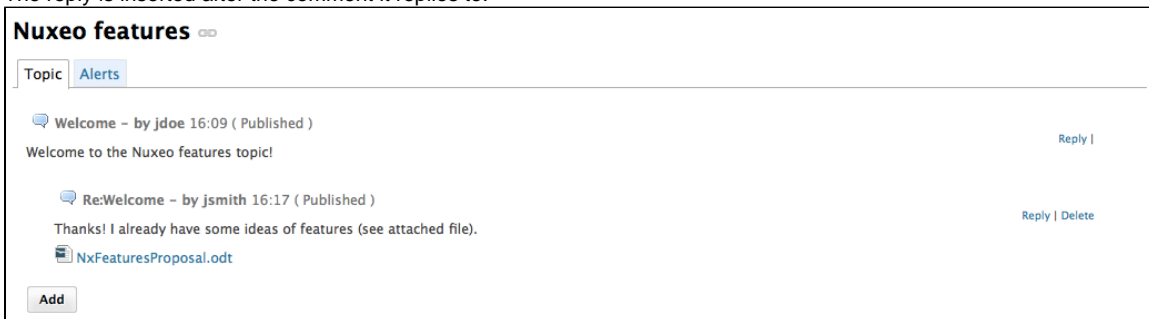 The reply is inserted after the comment it replies to.
Nuxeo features
Topic Alerts
Welcome – by jdoe 16:09 ( Published )
Reply |
Welcome to the Nuxeo features topic!
Re:Welcome – by jsmith 16:17 ( Published )
Reply | Delete
Thanks! I already have some ideas of features (see attached file).
NxFeaturesProposal.odt
Add